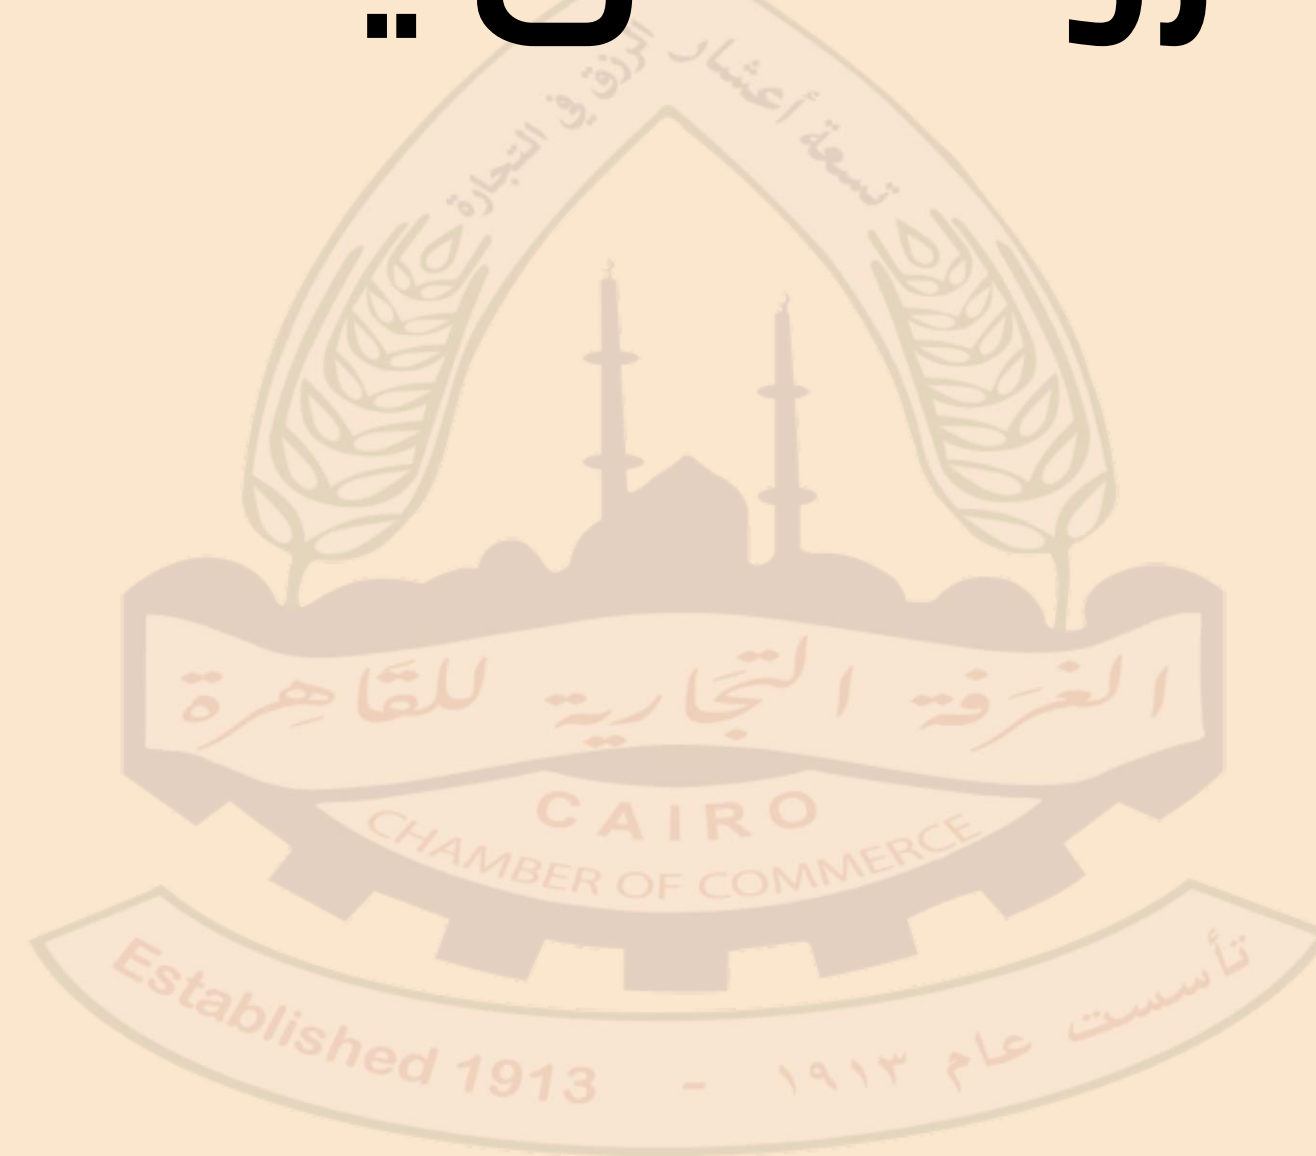 تسعة أعشار الرزق في التجارة
الغرفة التجارية للقاهرة
CAIRO
CHAMBER OF COMMERCE
Established 1913 - تأسست عام ١٩١٣